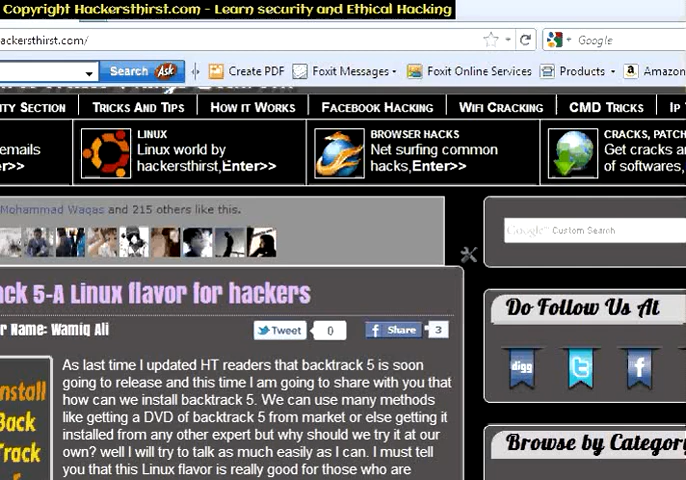 Copyright Hackersthirst.com - Learn security and Ethical Hacking
ackersthirst.com/
Google
Search Ask Create PDF Foxit Messages Foxit Online Services Products Amazon
TY SECTION TRICKS AND TIPS HOW IT WORKS FACEBOOK HACKING WIFI CRACKING CMD TRICKS IP
emails
er>>
LINUX
Linux world by
hackersthirst,Enter>>
BROWSER HACKS
Net surfing common
hacks,Enter>>
CRACKS, PATCH
Get cracks a
of softwares,
Mohammad Waqas and 215 others like this.
Google Custom Search
ack 5-A Linux flavor for hackers
r Name: Wamiq Ali
Tweet 0 Share 3
nstall
Back
Track
As last time I updated HT readers that backtrack 5 is soon
going to release and this time I am going to share with you that
how can we install backtrack 5. We can use many methods
like getting a DVD of backtrack 5 from market or else getting it
installed from any other expert but why should we try it at our
own? well I will try to talk as much easily as I can. I must tell
you that this Linux flavor is really good for those who are
Do Follow Us At
digg t f
Browse by Category